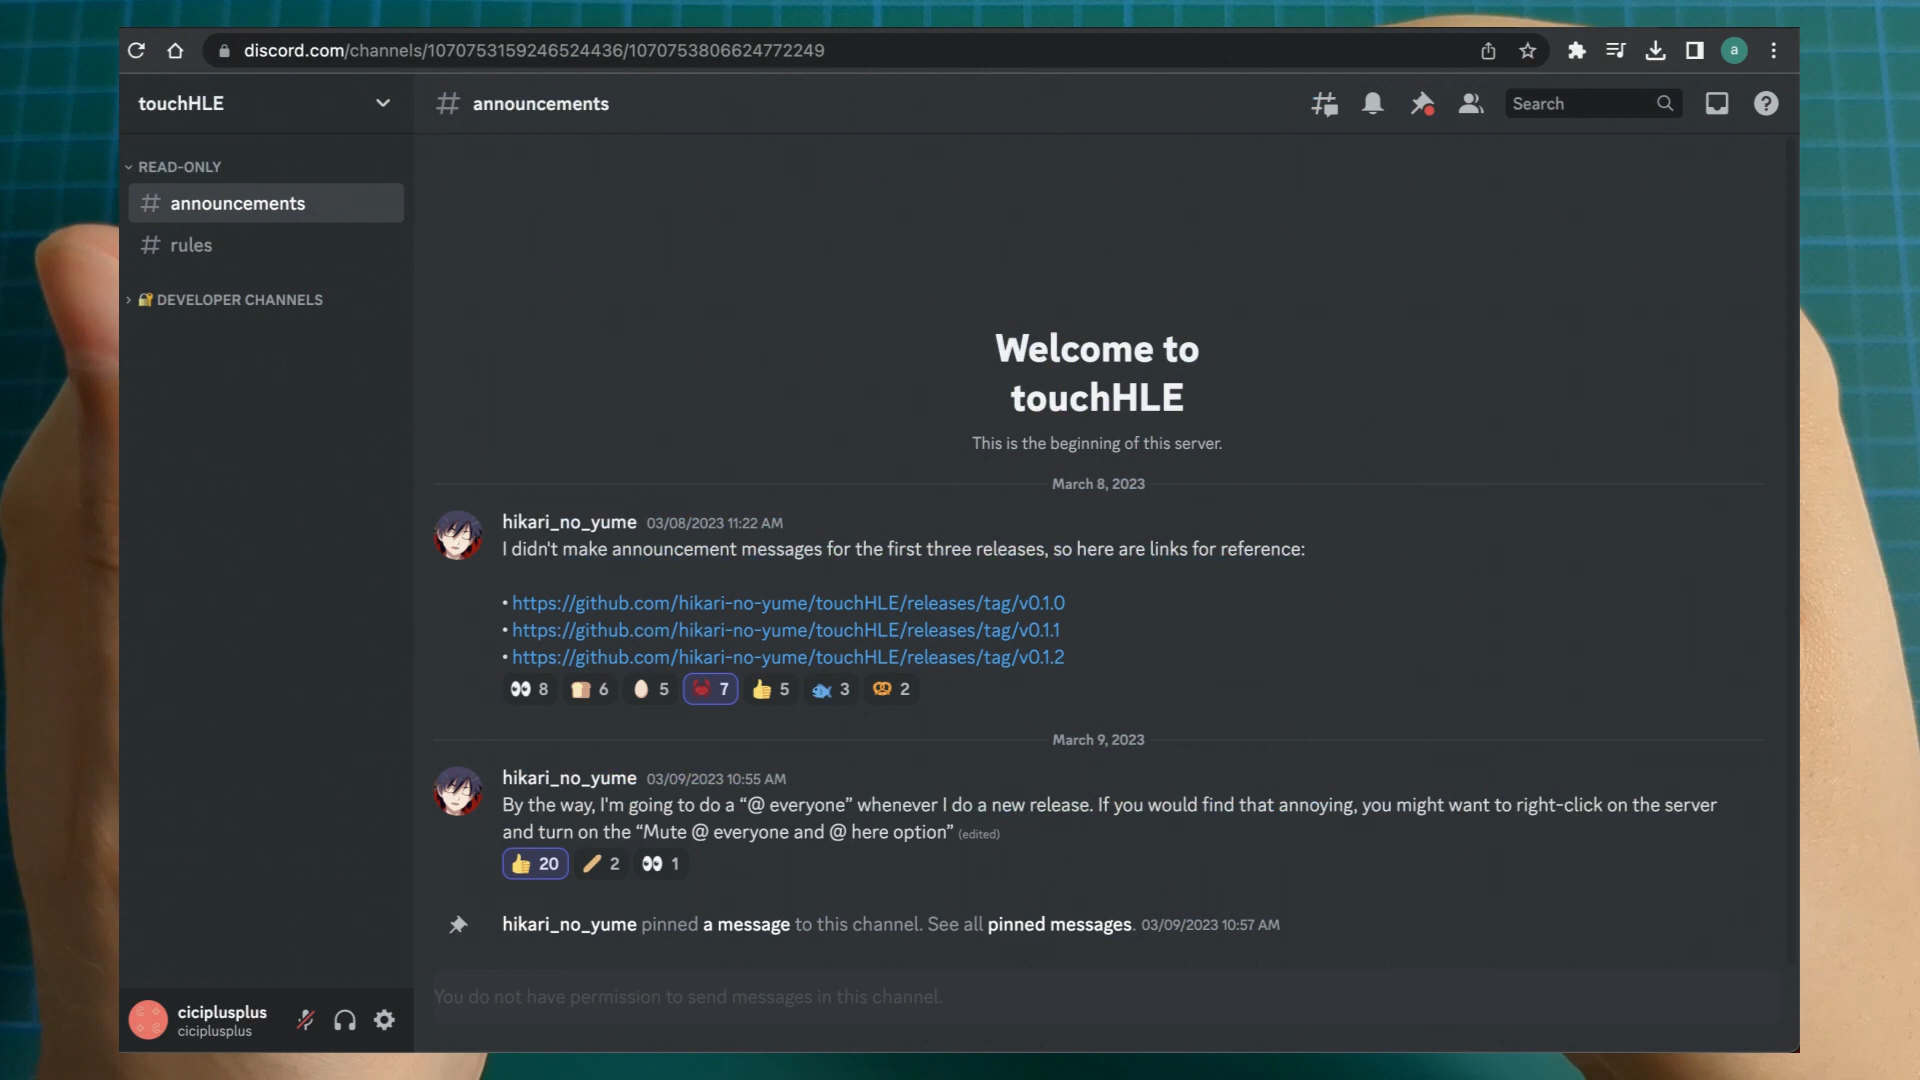 discord.com/channels/1070753159246524436/1070753806624772249
a
touchHLE
announcements
Search
READ-ONLY
announcements
rules
DEVELOPER CHANNELS
Welcome to
touchHLE
This is the beginning of this server.
March 8, 2023
hikari_no_yume 03/08/2023 11:22 AM
I didn't make announcement messages for the first three releases, so here are links for reference:
• https://github.com/hikari-no-yume/touchHLE/releases/tag/v0.1.0
• https://github.com/hikari-no-yume/touchHLE/releases/tag/v0.1.1
• https://github.com/hikari-no-yume/touchHLE/releases/tag/v0.1.2
8 6 5 7 5 3 2
March 9, 2023
hikari_no_yume 03/09/2023 10:55 AM
By the way, I'm going to do a “@ everyone” whenever I do a new release. If you would find that annoying, you might want to right-click on the server
and turn on the “Mute @ everyone and @ here option” (edited)
20 2 1
hikari_no_yume pinned a message to this channel. See all pinned messages. 03/09/2023 10:57 AM
You do not have permission to send messages in this channel.
ciciplusplus
ciciplusplus